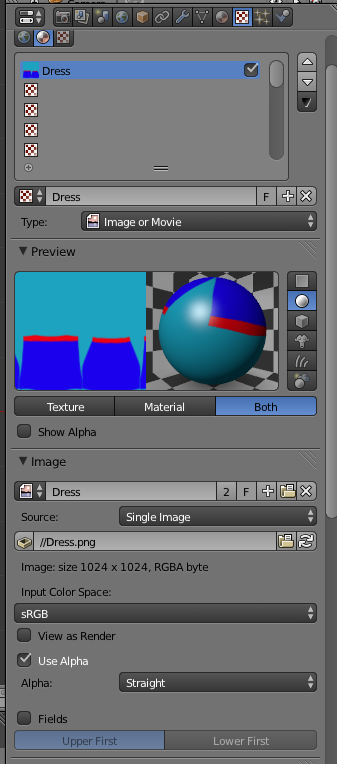 Dress
Dress F
Type: Image or Movie
Preview
Texture Material Both
Show Alpha
Image
Dress 2 F
Source: Single Image
//Dress.png
Image: size 1024 x 1024, RGBA byte
Input Color Space:
sRGB
View as Render
Use Alpha
Alpha: Straight
Fields
Upper First Lower First